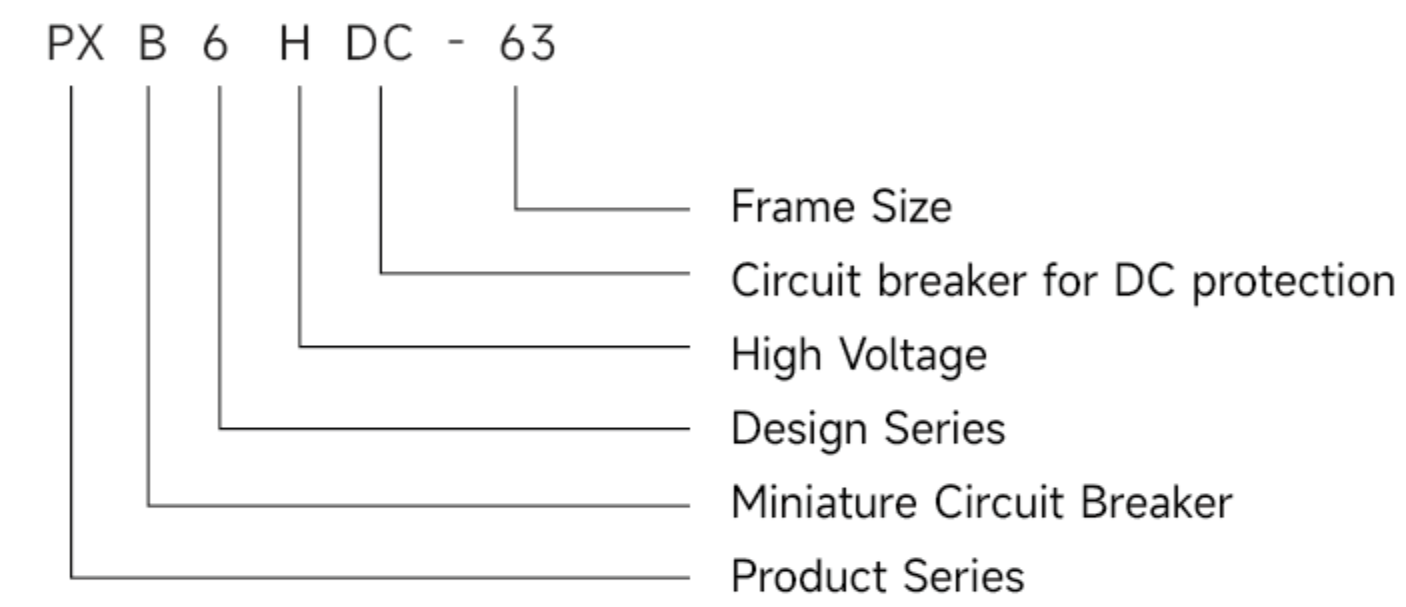 PX B 6 H DC - 63
Frame Size
Circuit breaker for DC protection
High Voltage
Design Series
Miniature Circuit Breaker
Product Series